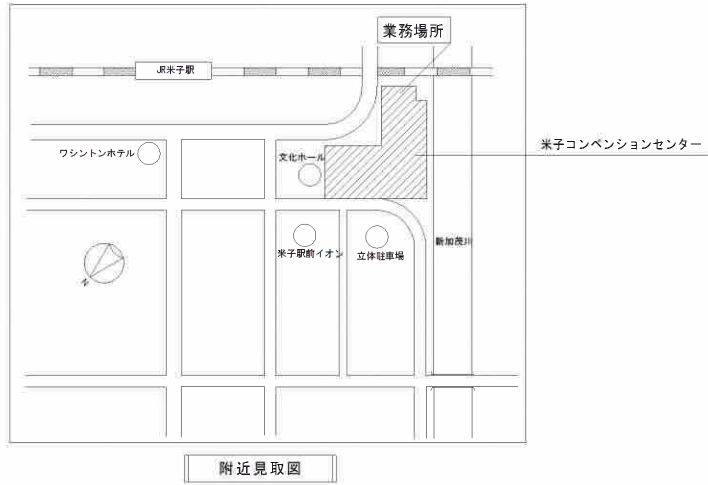 業務場所
JR米子駅
米子コンベンションセンター
ワシントンホテル
文化ホール
新加茂川
米子駅前イオン
立体駐車場
N
附近見取図